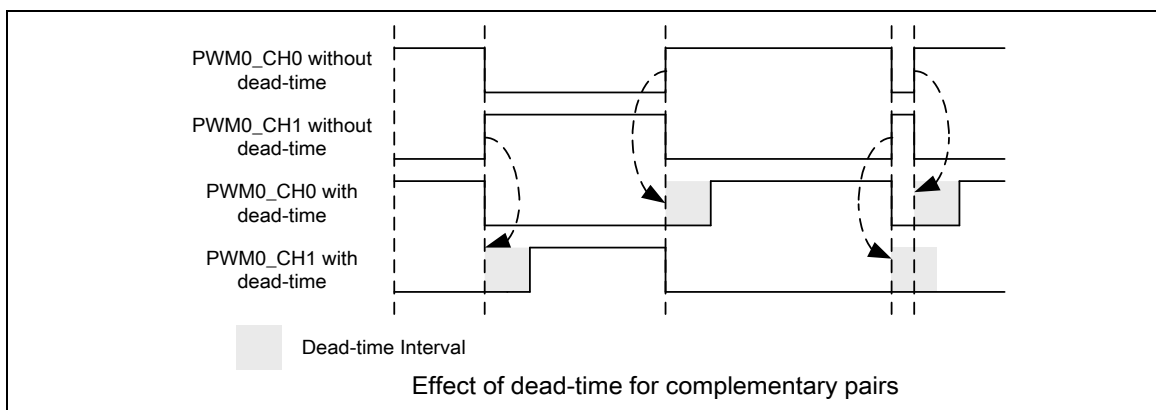 PWM0_CH0 without
dead-time
PWM0_CH1 without
dead-time
PWM0_CH0 with
dead-time
PWM0_CH1 with
dead-time
Dead-time Interval
Effect of dead-time for complementary pairs